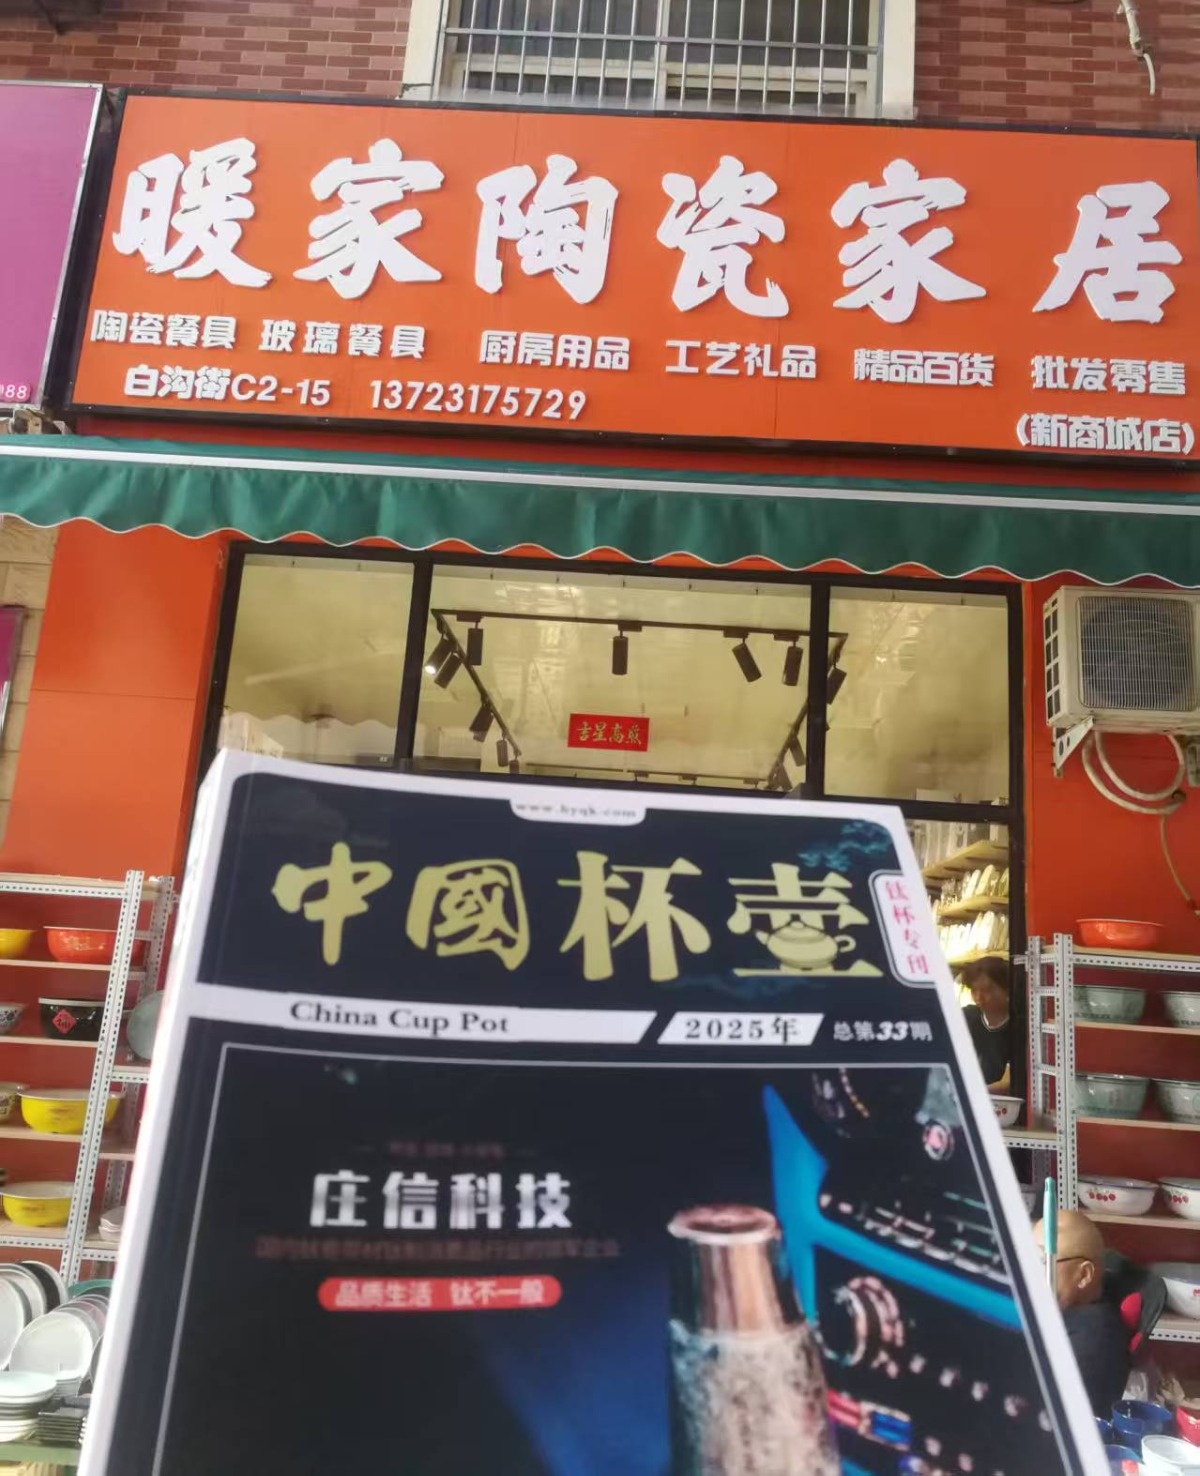 暖家陶瓷家居
陶瓷餐具 玻璃餐具 厨房用品 工艺礼品 精品百货 批发零售
白沟街C2-15 13723175729
(新商城店)
088
吉星高照
中國杯壶
钛杯专刊
China Cup Pot
2025年
总第33期
庄信科技
品质生活 钛不一般